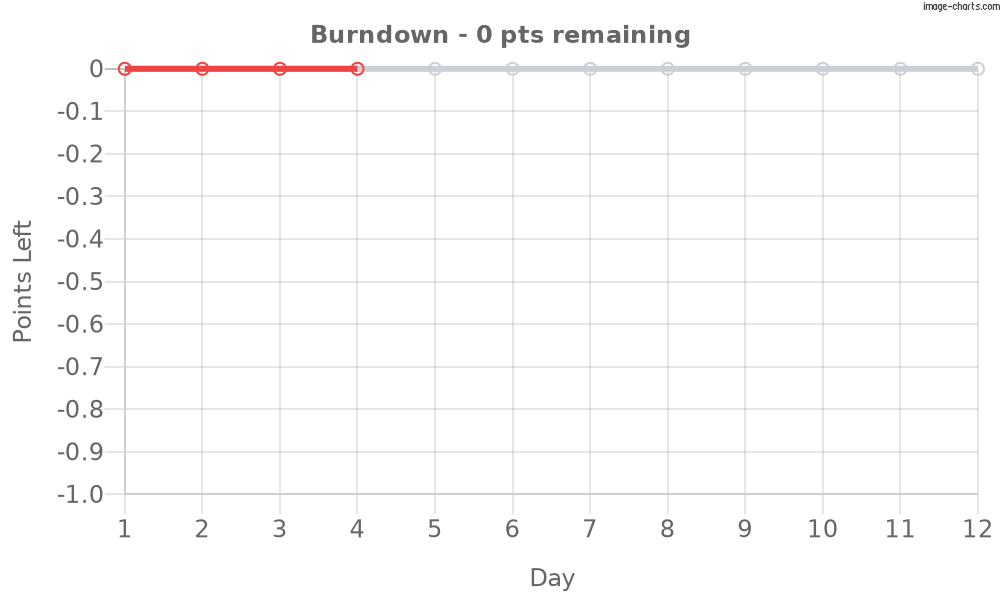 image-charts.com
Burndown - 0 pts remaining
0
-0.1
-0.2
-0.3
-0.4
-0.5
-0.6
-0.7
-0.8
-0.9
-1.0
Points Left
1 2 3 4 5 6 7 8 9 10 11 12
Day